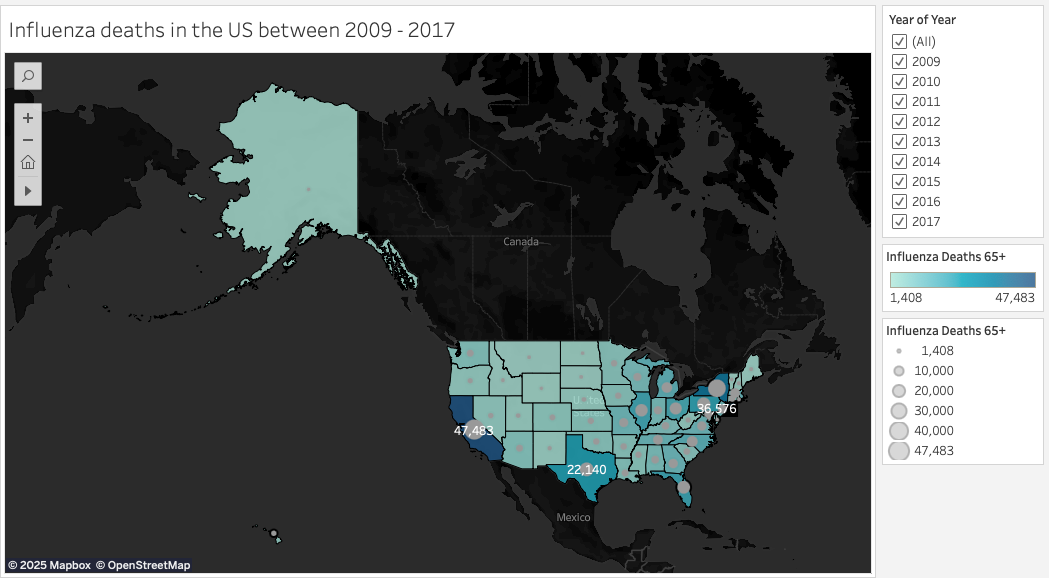 Influenza deaths in the US between 2009 - 2017
Canada
United
States
47,483
36,576
22,140
Mexico
© 2025 Mapbox © OpenStreetMap
Year of Year
(All)
2009
2010
2011
2012
2013
2014
2015
2016
2017
Influenza Deaths 65+
1,408 47,483
Influenza Deaths 65+
1,408
10,000
20,000
30,000
40,000
47,483